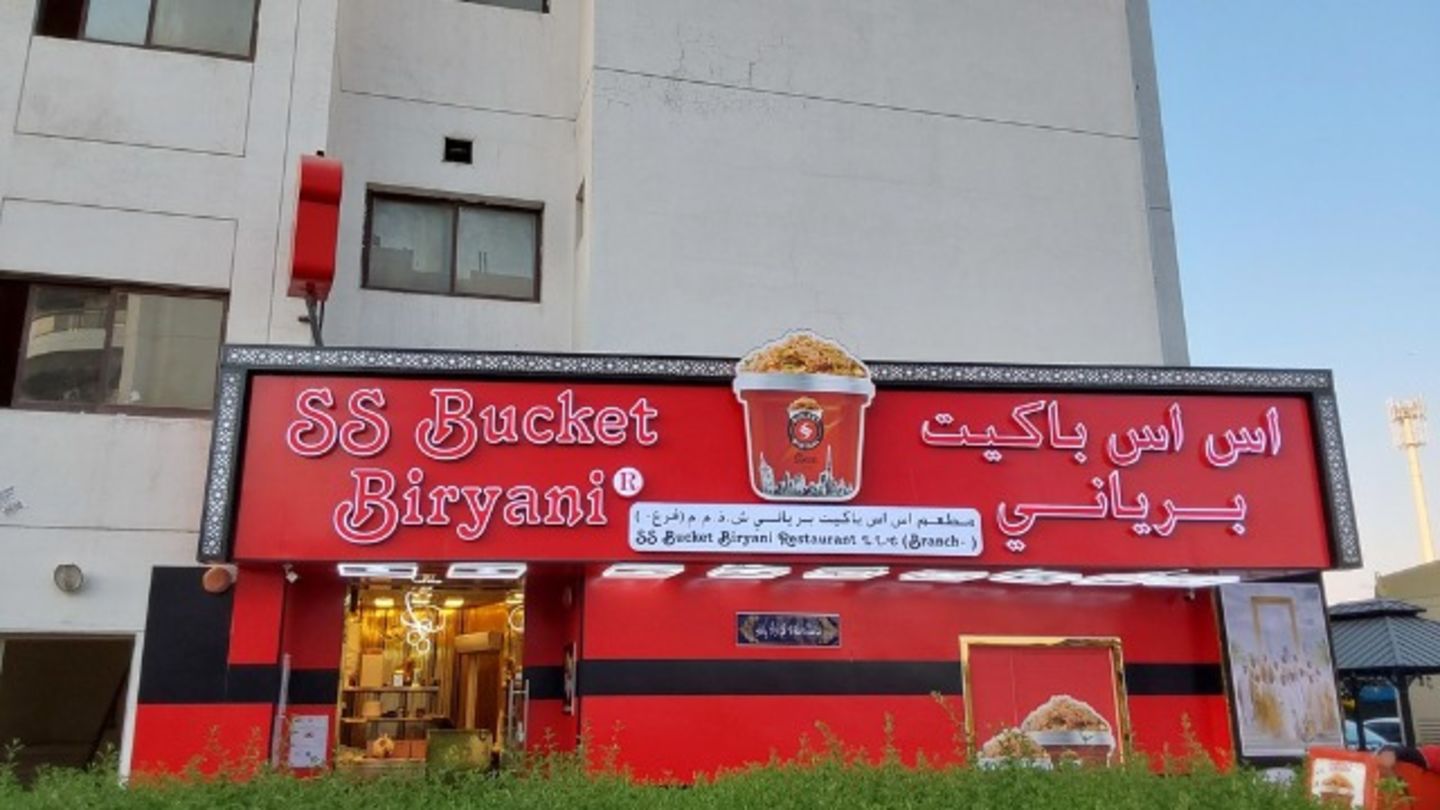 SS Bucket
Biryani®
اس اس باكيت
برياني
مطعم اس اس باكيت برياني ش.ذ.م.م (فرع - )
SS Bucket Biryani Restaurant L.L.C (Branch- )